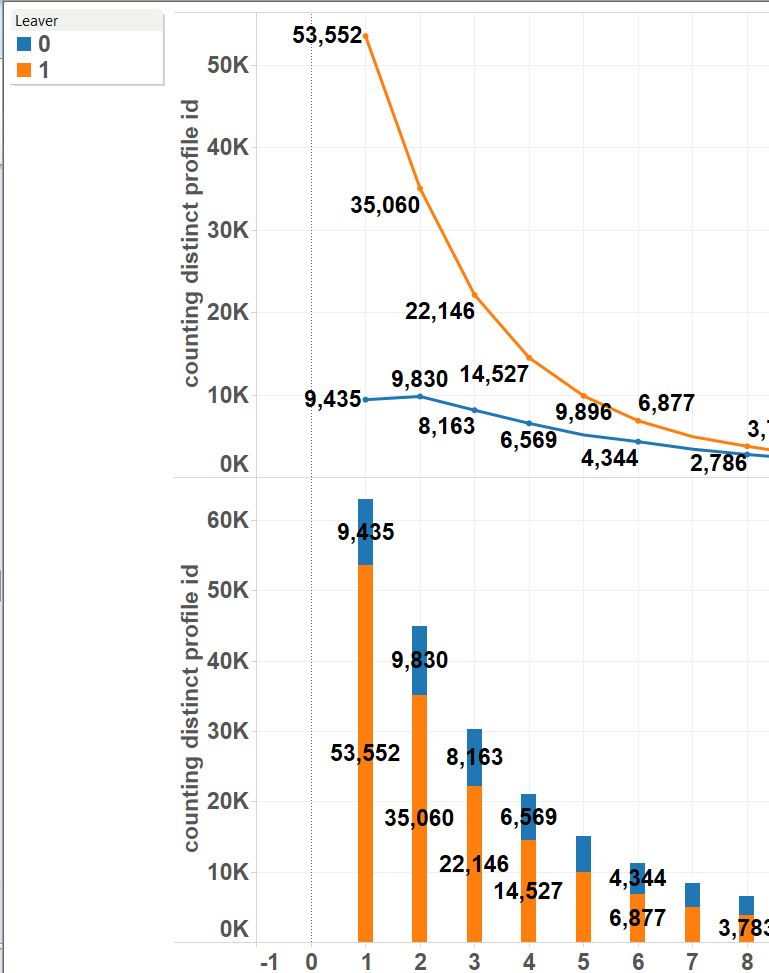 Leaver
0
1
counting distinct profile id
50K
40K
30K
20K
10K
0K
53,552
35,060
22,146
14,527
9,896
6,877
9,435
9,830
8,163
6,569
4,344
2,786
counting distinct profile id
60K
50K
40K
30K
20K
10K
0K
9,435
53,552
9,830
35,060
8,163
22,146
6,569
14,527
4,344
6,877
3,783
-1 0 1 2 3 4 5 6 7 8